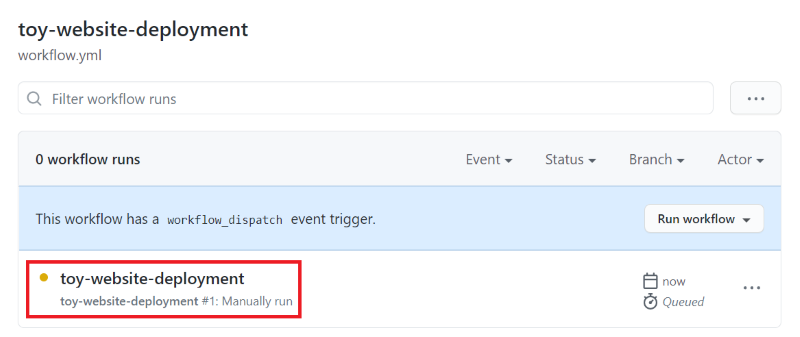 toy-website-deployment
workflow.yml
Filter workflow runs
0 workflow runs Event Status Branch Actor
This workflow has a workflow_dispatch event trigger. Run workflow
toy-website-deployment now
toy-website-deployment #1: Manually run Queued